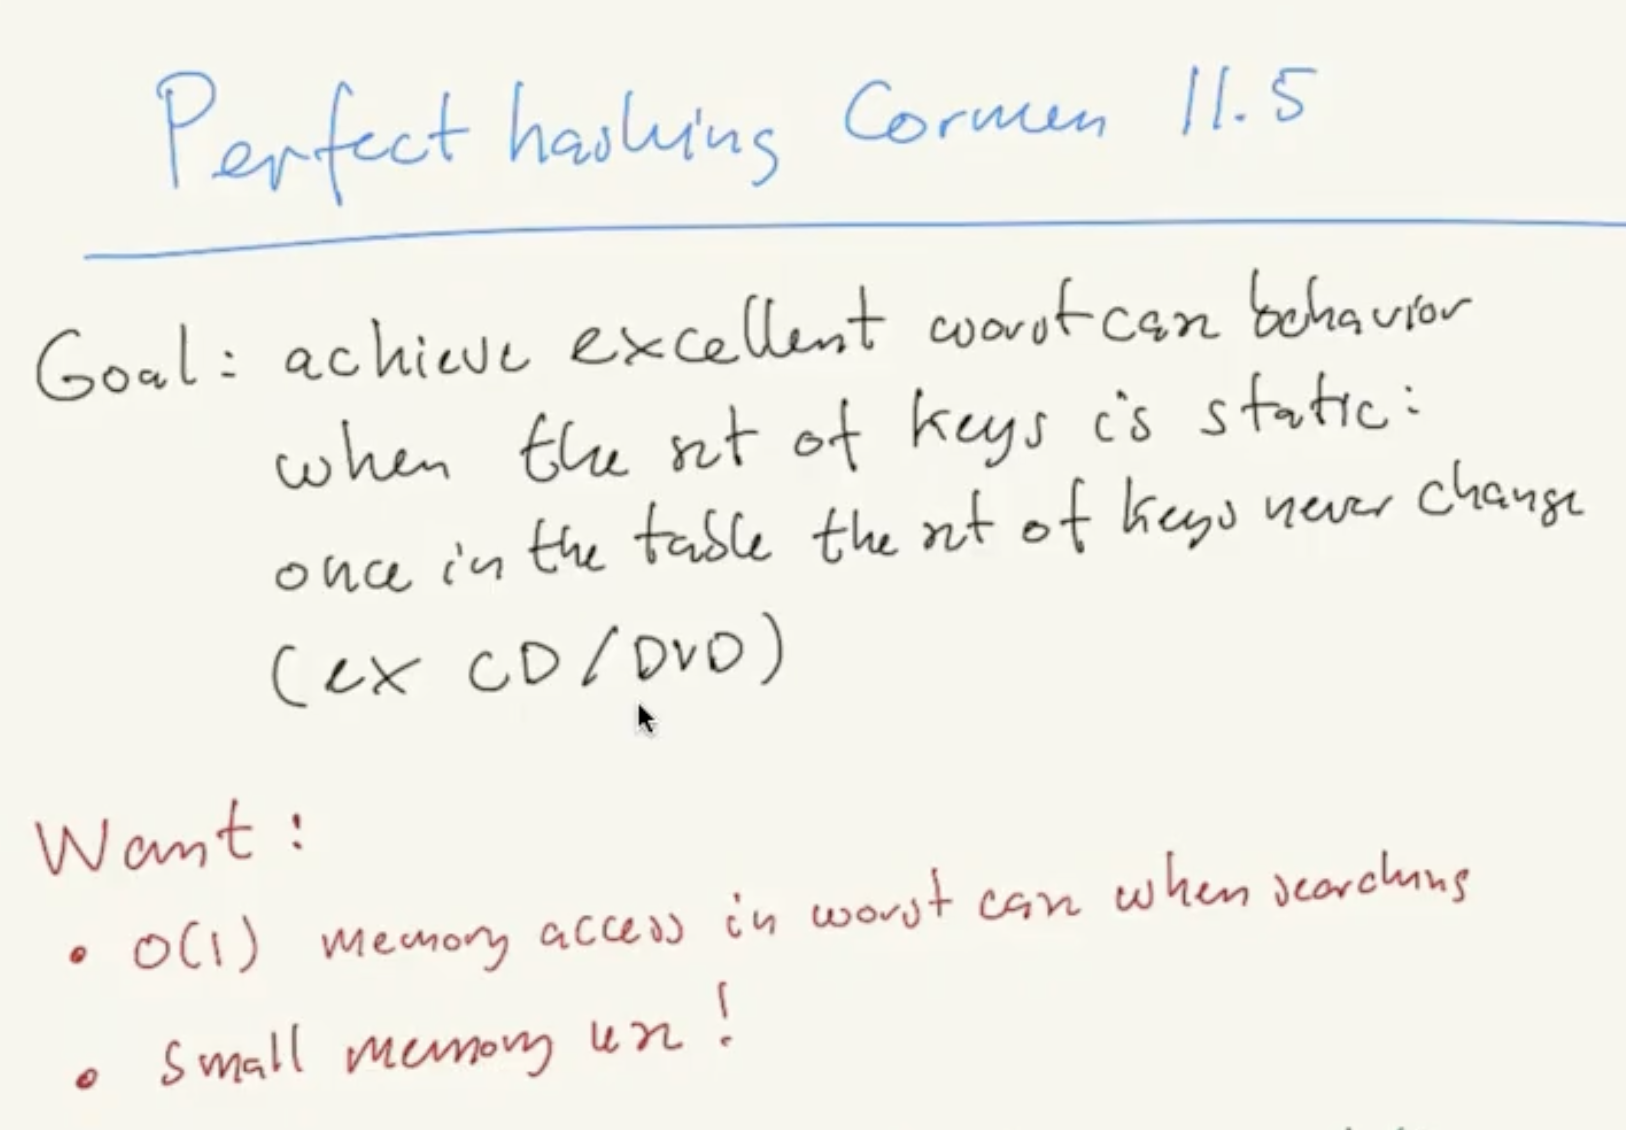 Perfect hashing Cormen 11.5
Goal: achieve excellent worst case behavior
when the set of keys is static:
once in the table the set of keys never change
(ex CD/DVD)
Want:
• O(1) memory access in worst case when searching
• Small memory use!